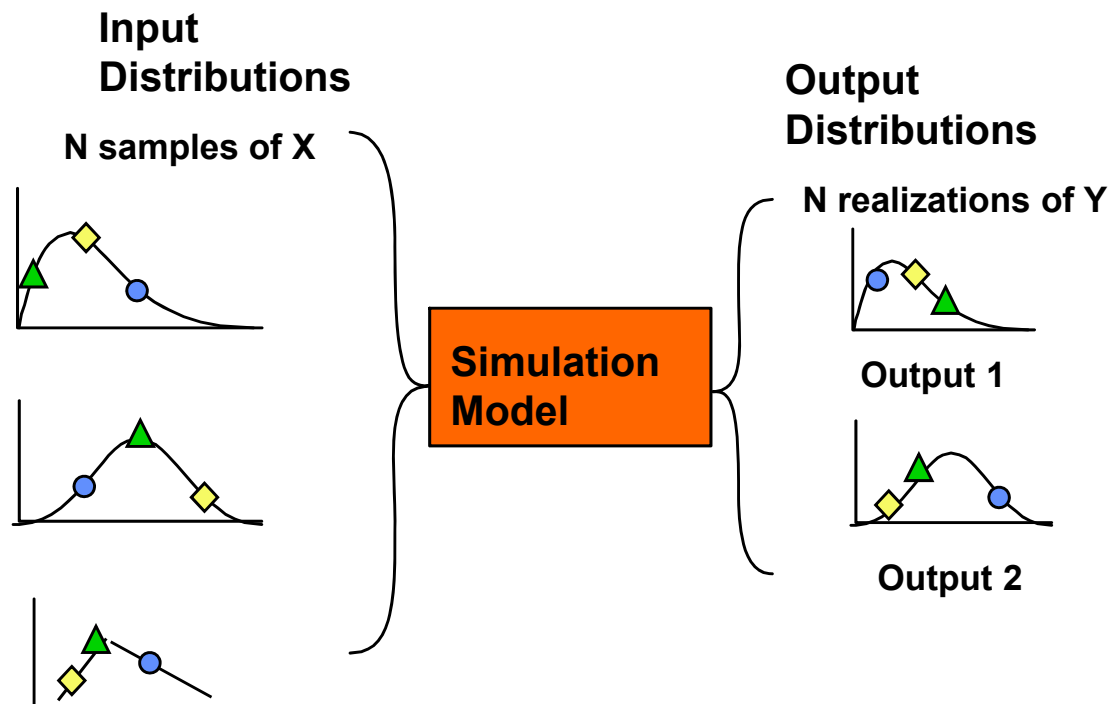 Input
Distributions
N samples of X
Simulation
Model
Output
Distributions
N realizations of Y
Output 1
Output 2